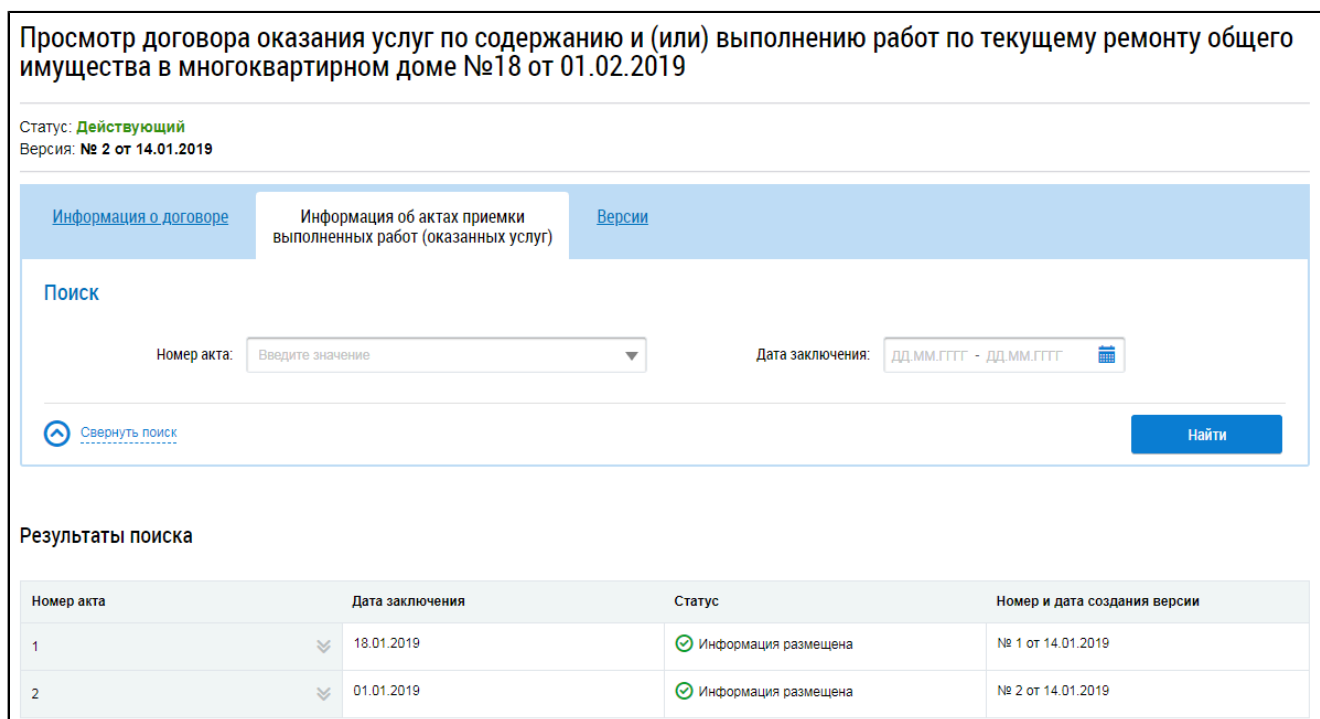 Просмотр договора оказания услуг по содержанию и (или) выполнению работ по текущему ремонту общего
имущества в многоквартирном доме №18 от 01.02.2019
Статус: Действующий
Версия: № 2 от 14.01.2019
Информация о договоре
Информация об актах приемки
выполненных работ (оказанных услуг)
Версии
Поиск
Номер акта: Введите значение
Дата заключения: ДД.ММ.ГГГГ - ДД.ММ.ГГГГ
Свернуть поиск
Найти
Результаты поиска
Номер акта Дата заключения Статус Номер и дата создания версии
1 18.01.2019 Информация размещена № 1 от 14.01.2019
2 01.01.2019 Информация размещена № 2 от 14.01.2019